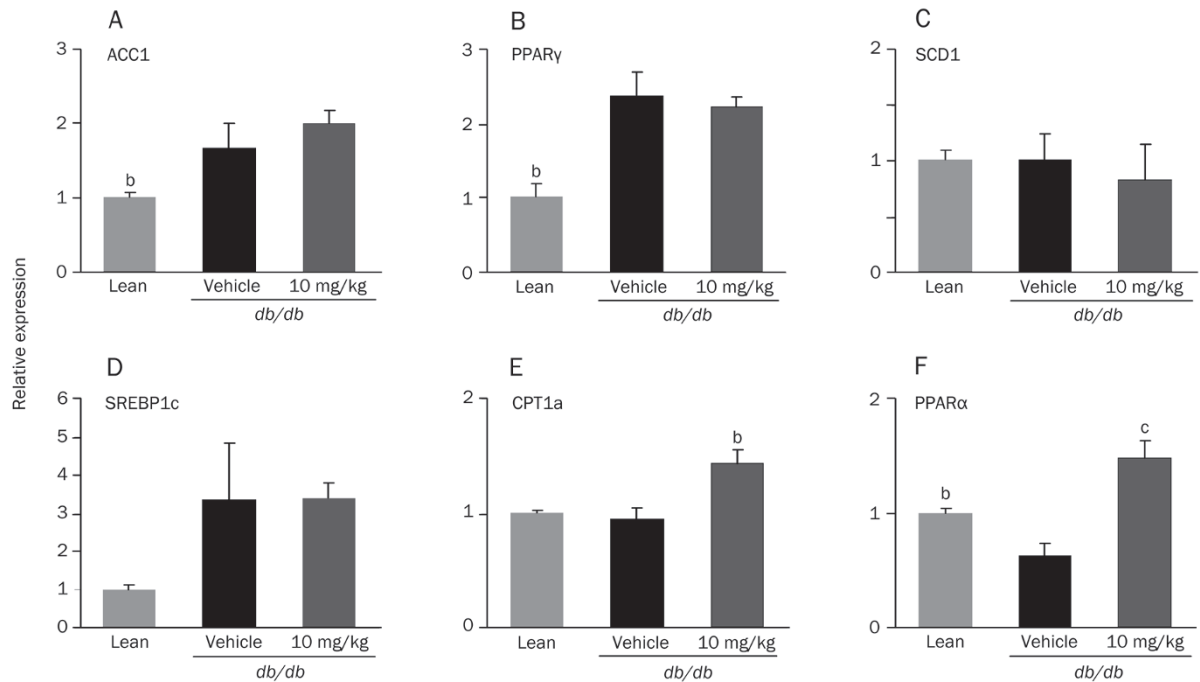 Relative expression
A
ACC1
3
2
1
0
b
Lean
Vehicle
10 mg/kg
db/db
B
PPARγ
3
2
1
0
b
Lean
Vehicle
10 mg/kg
db/db
C
SCD1
2
1
0
Lean
Vehicle
10 mg/kg
db/db
D
SREBP1c
6
5
4
3
2
1
0
Lean
Vehicle
10 mg/kg
db/db
E
CPT1a
2
1
0
b
Lean
Vehicle
10 mg/kg
db/db
F
PPARα
2
1
0
b
c
Lean
Vehicle
10 mg/kg
db/db